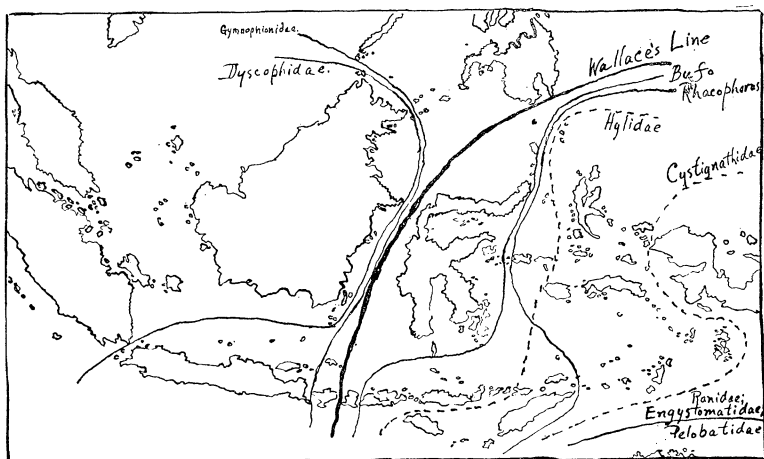 Gymnophionidae.
Dyscophidae.
Wallace's Line
Bufo
Rhacophorus
Hylidae
Cystignathidae
Ranidae,
Engystomatidae,
Pelobatidae